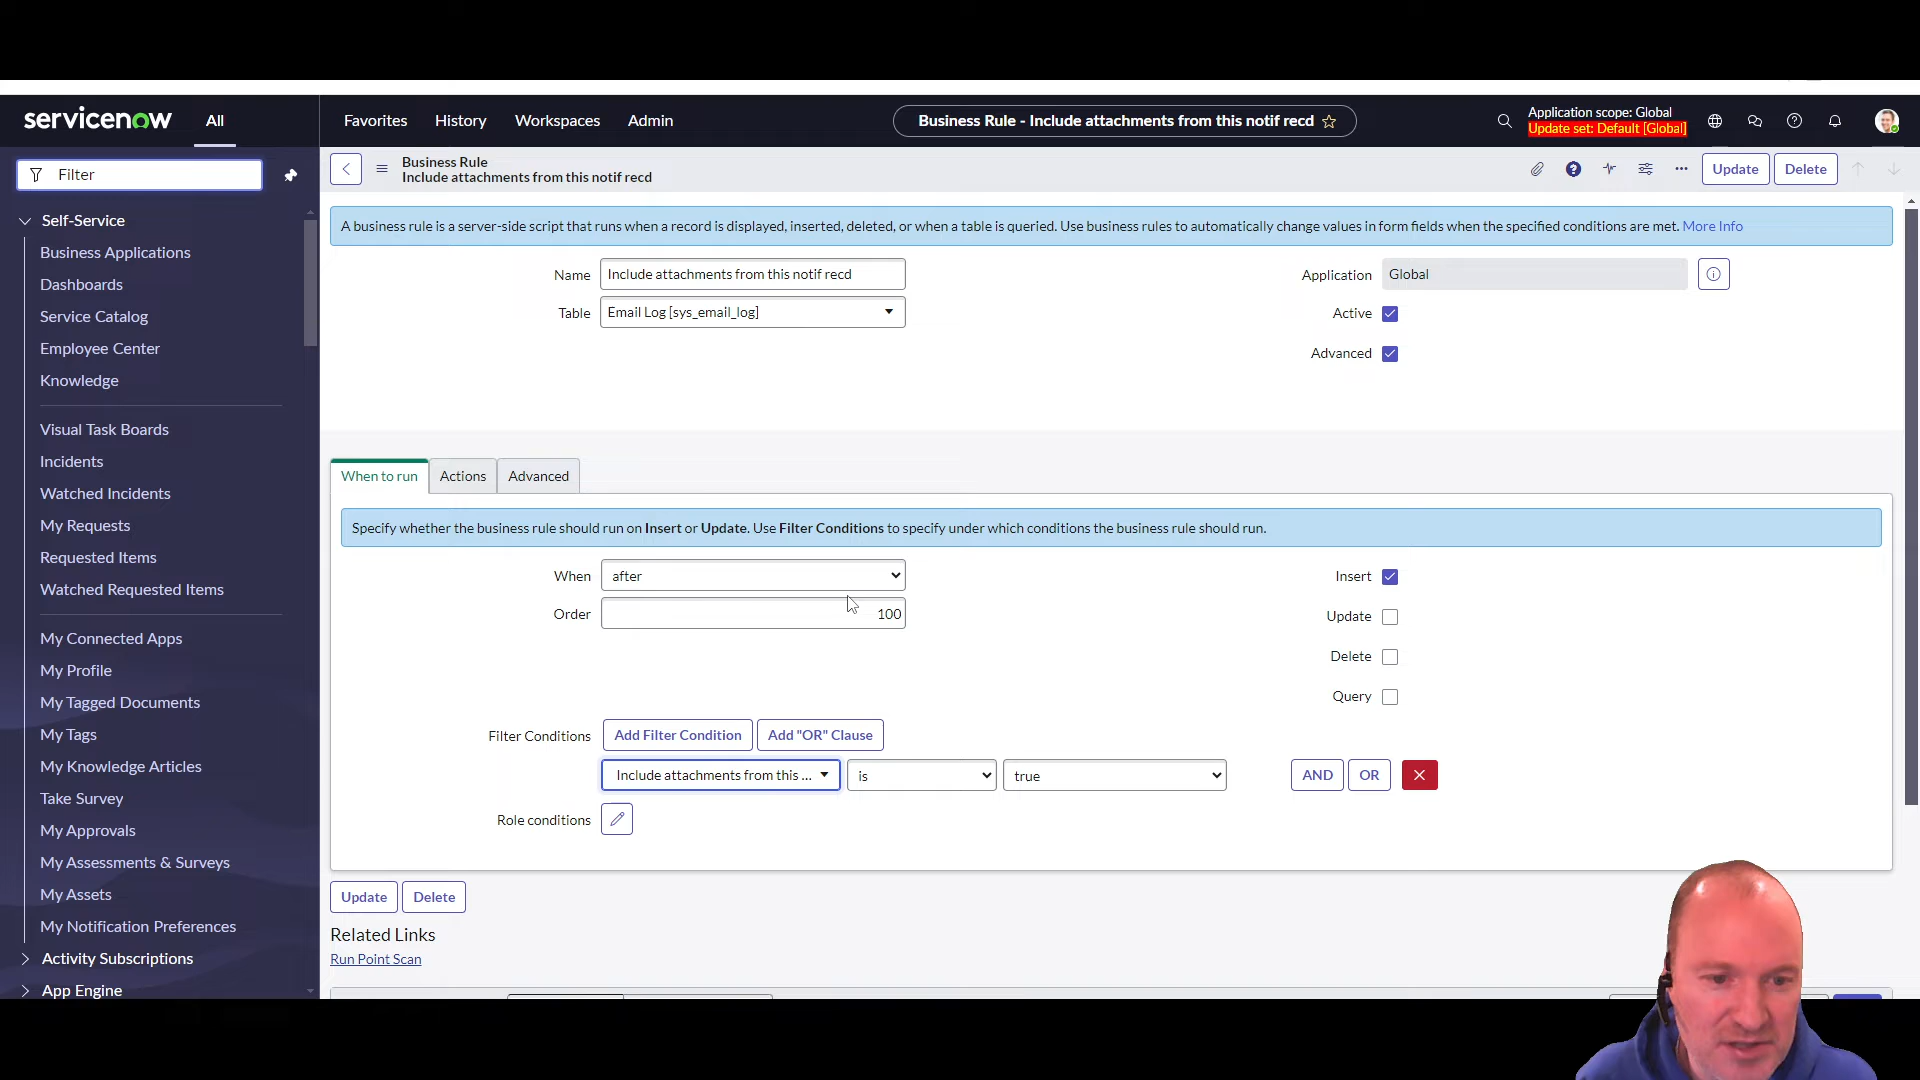 servicenow
All
Favorites
History
Workspaces
Admin
Business Rule - Include attachments from this notif recd
Application scope: Global
Update set: Default [Global]
Filter
Business Rule
Include attachments from this notif recd
Update
Delete
Self-Service
Business Applications
Dashboards
Service Catalog
Employee Center
Knowledge
Visual Task Boards
Incidents
Watched Incidents
My Requests
Requested Items
Watched Requested Items
My Connected Apps
My Profile
My Tagged Documents
My Tags
My Knowledge Articles
Take Survey
My Approvals
My Assessments & Surveys
My Assets
My Notification Preferences
Activity Subscriptions
App Engine
A business rule is a server-side script that runs when a record is displayed, inserted, deleted, or when a table is queried. Use business rules to automatically change values in form fields when the specified conditions are met. More Info
Name
Include attachments from this notif recd
Application
Global
Table
Email Log [sys_email_log]
Active
Advanced
When to run
Actions
Advanced
Specify whether the business rule should run on Insert or Update. Use Filter Conditions to specify under which conditions the business rule should run.
When
after
Insert
Order
100
Update
Delete
Query
Filter Conditions
Add Filter Condition
Add "OR" Clause
Include attachments from this ...
is
true
AND
OR
Role conditions
Update
Delete
Related Links
Run Point Scan